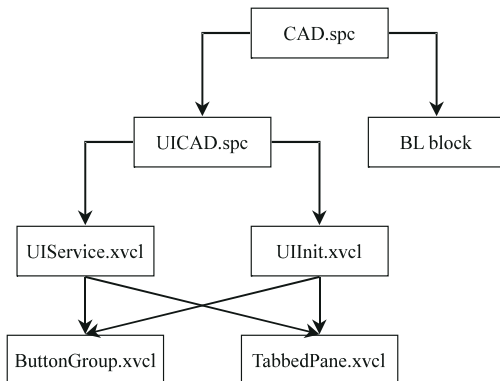 CAD.spc
UICAD.spc
BL block
UIService.xvcl
UIInit.xvcl
ButtonGroup.xvcl
TabbedPane.xvcl